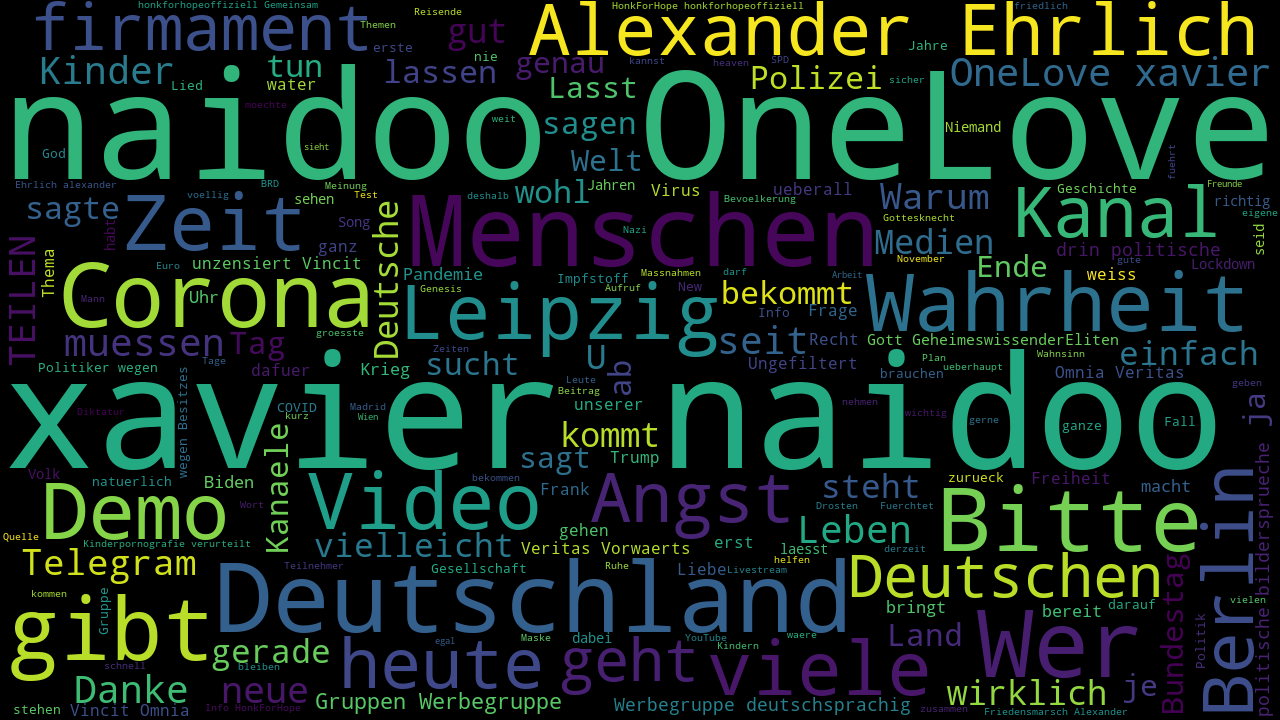 honkforhopeoffiziell Gemeinsam
Reisende
HonkForHope honkforhopeoffiziell
friedlich
firmament
Themen
gut
Alexander Ehrlich
erste
nie
genau
kannst
heaven
SPD
Jahre
Kinder
tun
lassen
Lasst
Polizei
OneLove xavier
Lied
water
sicher
naidoo
OneLove
moechte
weit
sagen
Niemand
God
sieht
Welt
fuehrt
Ehrlich alexander
voellig
BRD
Meinung
Test
sehen
deshalb
wohl
Jahren
Virus
ueberall
Bevoelkerung
Warum
Geschichte
Freunde
richtig
eigene
sagte
Zeit
Song
habt
ganz
Deutsche
Menschen
Nazi
Gottesknecht
Kanal
seid
Medien
drin politische
TEILEN
Thema
Euro
unzensiert Vincit
Pandemie
Impfstoff
Massnahmen
darf
Arbeit
November
gute
Ende
weiss
Lockdown
Mann
Corona
Uhr
Genesis
Aufruf
New
bekommt
Info
Frage
Wahrheit
Leipzig
groesste
muessen
Tag
seit
Recht
Gott GeheimeswissenderEliten
einfach
Zeiten
Politiker wegen
Tage
dafuer
Krieg
sucht
U
ab
Ungefiltert
Plan
Wahnsinn
ueberhaupt
brauchen
Omnia Veritas
Leute
Beitrag
geben
xavier naidoo
Diktatur
wegen Besitzes
COVID
kurz
Madrid
Wien
unserer
nehmen
wichtig
gerne
ganze
Fall
ja
kommt
Kanaele
sagt
Trump
Volk
natuerlich
Biden
Video
bekommen
Frank
Angst
steht
zurueck
Freiheit
macht
Wort
Demo
Drosten
Fuerchtet
Bitte
Berlin
politische bildersprueche
Quelle
gehen
Leben
Kinderpornografie verurteilt
vielleicht
Veritas Vorwaerts
erst
laesst
derzeit
Telegram
Teilnehmer
Gesellschaft
Ruhe
Liebe
Livestream
helfen
Deutschen
Bundestag
kommen
Gruppe
Deutschland
bringt
bereit
darauf
vielen
gibt
Wer
Maske
dabei
YouTube
waere
Land
Politik
gerade
egal
Kindern
schnell
bleiben
heute
geht
viele
Danke
neue
wirklich
je
stehen
Vincit Omnia
Info HonkForHope
Gruppen Werbegruppe
Werbegruppe deutschsprachig
zusammen
Friedensmarsch Alexander